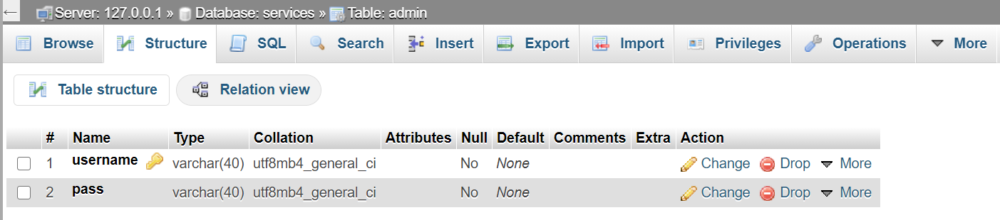 ← Server: 127.0.0.1 » Database: services » Table: admin
Browse Structure SQL Search Insert Export Import Privileges Operations More
Table structure Relation view
# Name Type Collation Attributes Null Default Comments Extra Action
1 username varchar(40) utf8mb4_general_ci No None Change Drop More
2 pass varchar(40) utf8mb4_general_ci No None Change Drop More